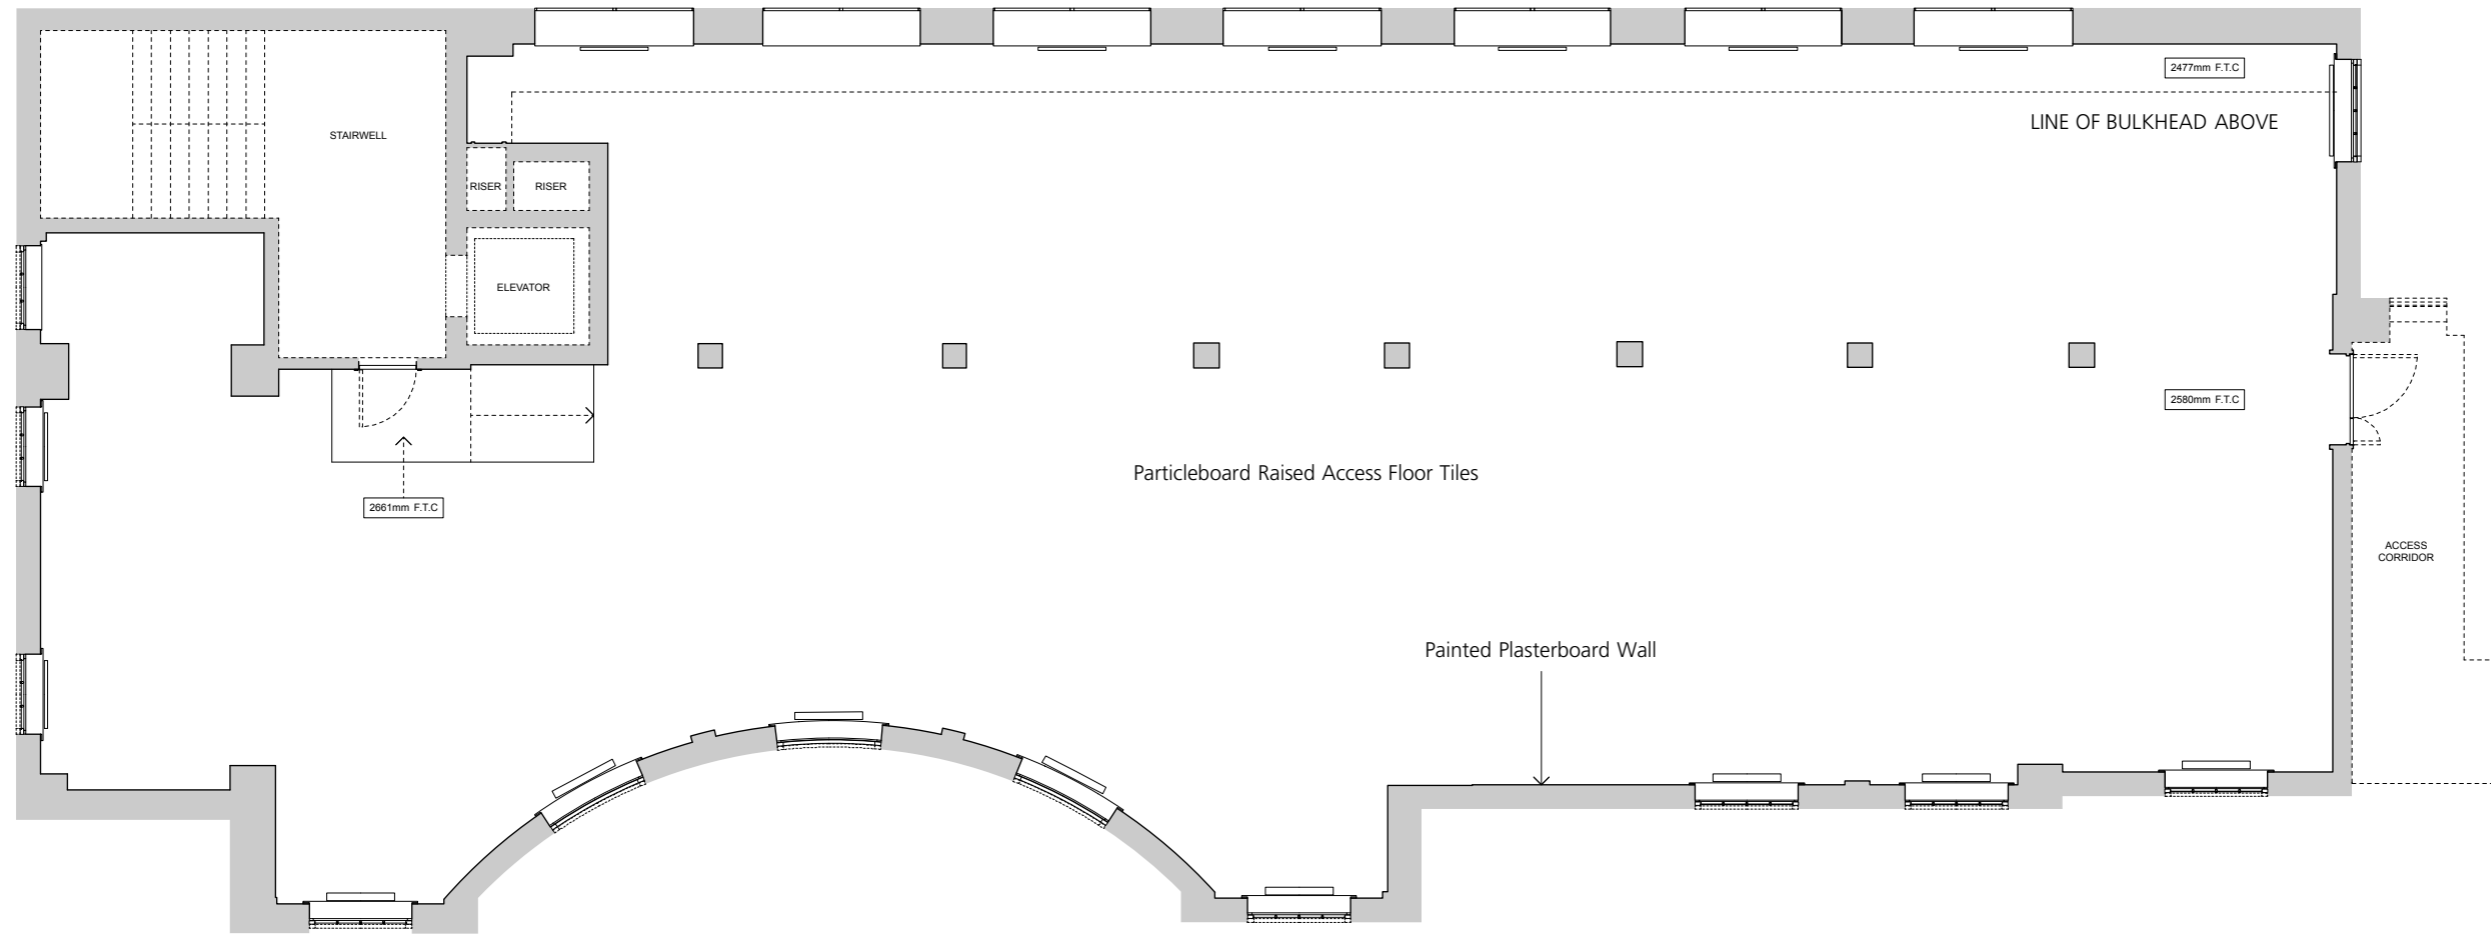 2477mm F.T.C
LINE OF BULKHEAD ABOVE
STAIRWELL
RISER
RISER
ELEVATOR
2580mm F.T.C
Particleboard Raised Access Floor Tiles
2661mm F.T.C
ACCESS
CORRIDOR
Painted Plasterboard Wall